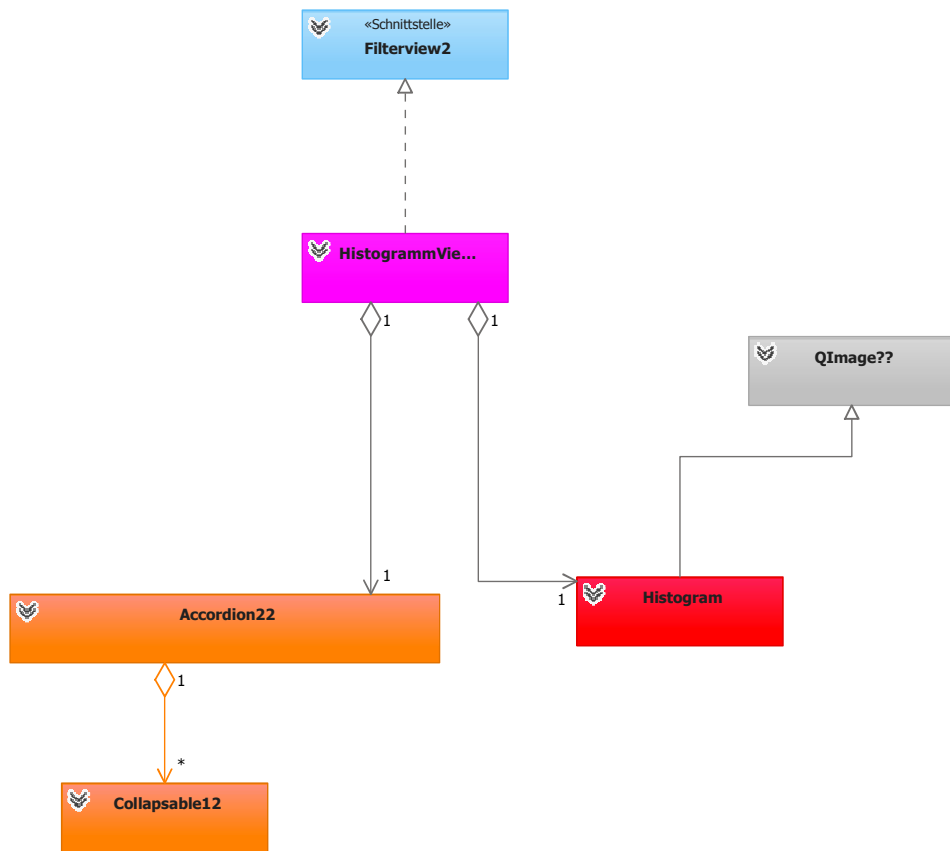 «Schnittstelle»
Filterview2
HistogrammVie...
1
1
QImage??
1
1
Histogram
Accordion22
1
*
Collapsable12